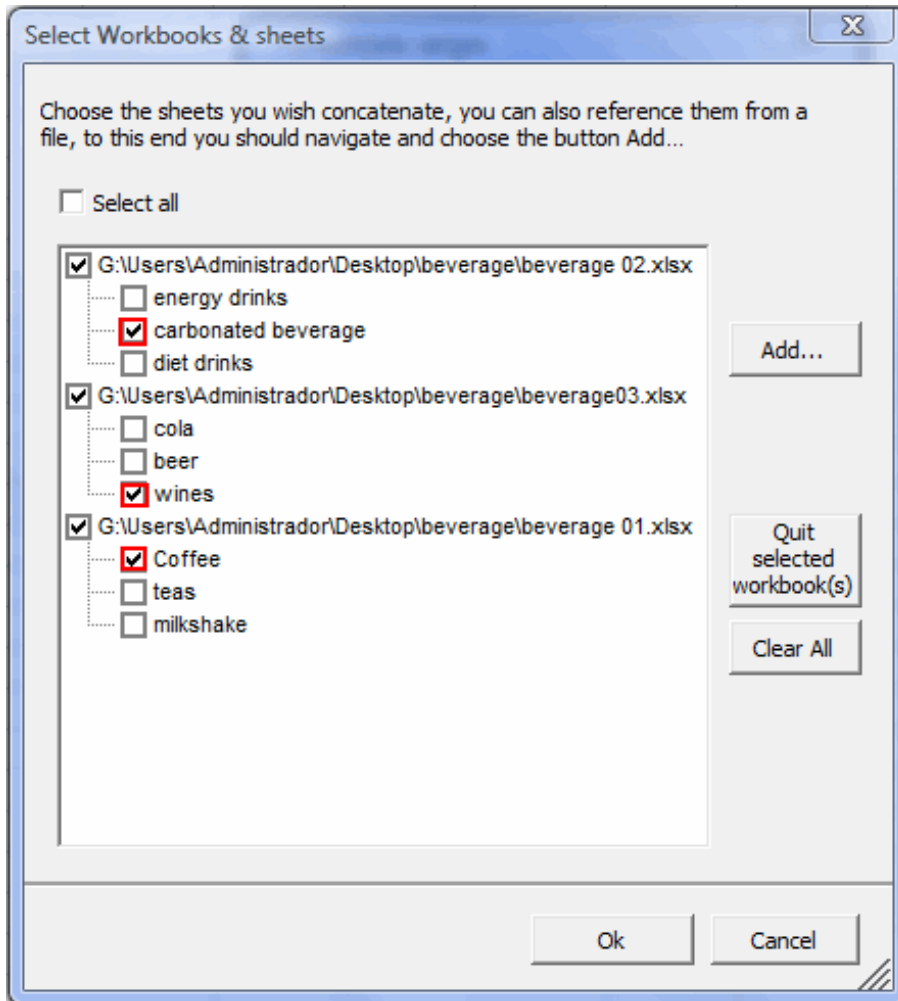 Select Workbooks & sheets
Choose the sheets you wish concatenate, you can also reference them from a
file, to this end you should navigate and choose the button Add...
Select all
G:\Users\Administrador\Desktop\beverage\beverage 02.xlsx
energy drinks
carbonated beverage
diet drinks
G:\Users\Administrador\Desktop\beverage\beverage03.xlsx
cola
beer
wines
G:\Users\Administrador\Desktop\beverage\beverage 01.xlsx
Coffee
teas
milkshake
Add...
Quit
selected
workbook(s)
Clear All
Ok
Cancel